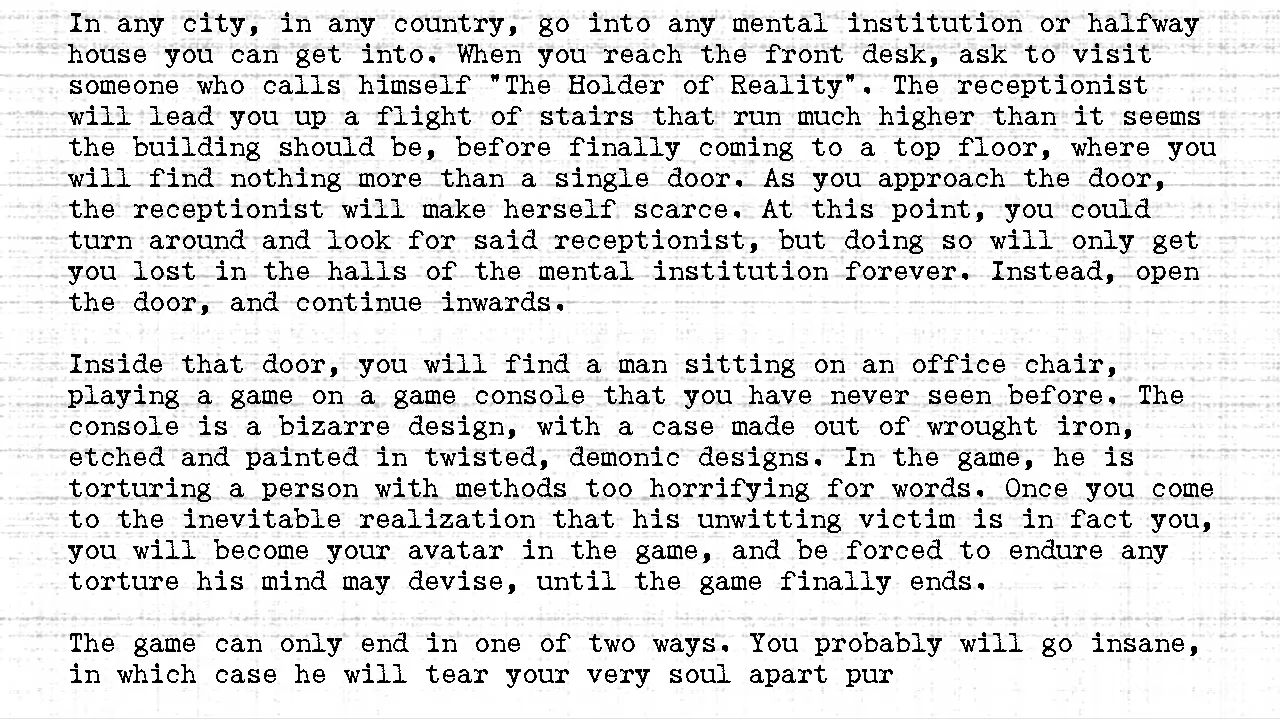 In any city, in any country, go into any mental institution or halfway
house you can get into. When you reach the front desk, ask to visit
someone who calls himself "The Holder of Reality". The receptionist
will lead you up a flight of stairs that run much higher than it seems
the building should be, before finally coming to a top floor, where you
will find nothing more than a single door. As you approach the door,
the receptionist will make herself scarce. At this point, you could
turn around and look for said receptionist, but doing so will only get
you lost in the halls of the mental institution forever. Instead, open
the door, and continue inwards.

Inside that door, you will find a man sitting on an office chair,
playing a game on a game console that you have never seen before. The
console is a bizarre design, with a case made out of wrought iron,
etched and painted in twisted, demonic designs. In the game, he is
torturing a person with methods too horrifying for words. Once you come
to the inevitable realization that his unwitting victim is in fact you,
you will become your avatar in the game, and be forced to endure any
torture his mind may devise, until the game finally ends.

The game can only end in one of two ways. You probably will go insane,
in which case he will tear your very soul apart pur